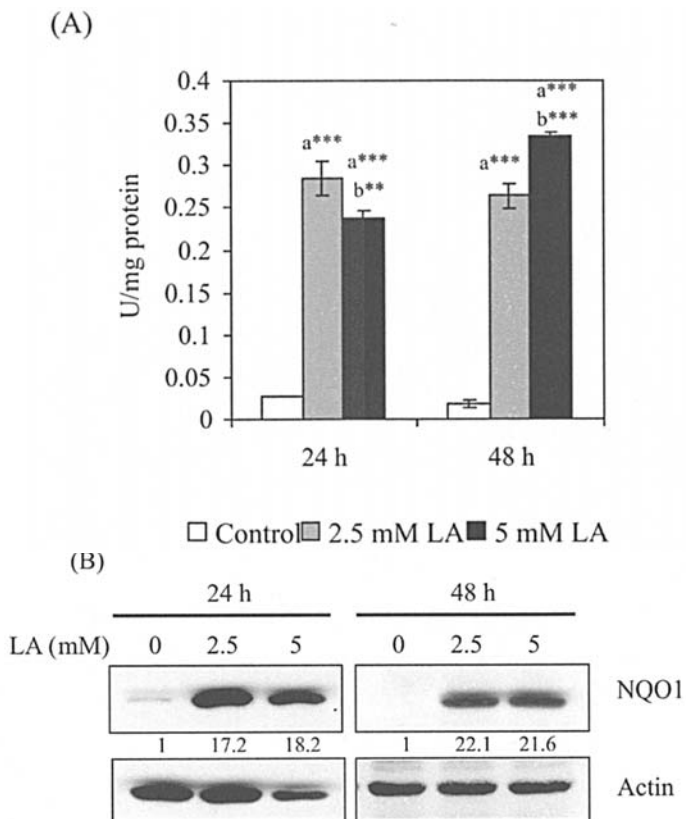 (A)
U/mg protein
0.4
0.35
0.3
0.25
0.2
0.15
0.1
0.05
0
a***
a***
b**
a***
a***
b***
24 h 48 h
Control 2.5 mM LA 5 mM LA
(B)
24 h 48 h
LA (mM) 0 2.5 5 0 2.5 5
NQO1
1 17.2 18.2 1 22.1 21.6
Actin